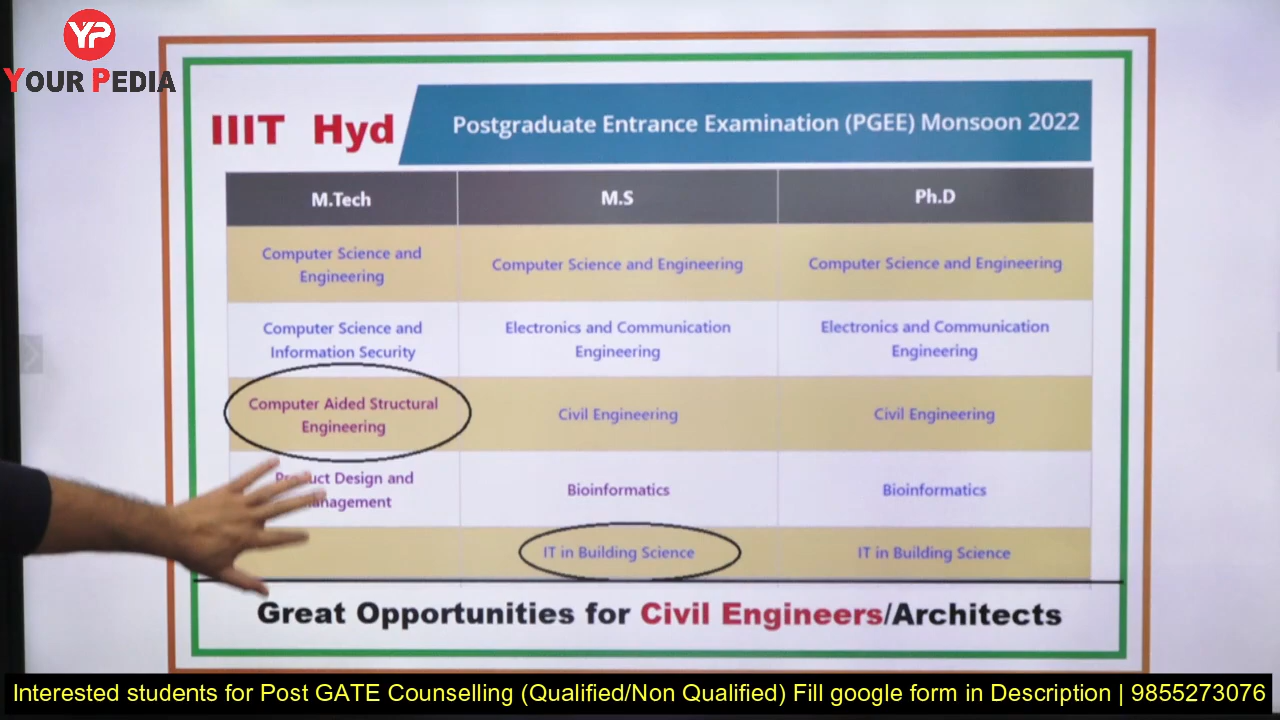 YP
YOUR PEDIA
IIIT Hyd
Postgraduate Entrance Examination (PGEE) Monsoon 2022
M.Tech
M.S
Ph.D
Computer Science and
Engineering
Computer Science and Engineering
Computer Science and Engineering
Computer Science and
Information Security
Electronics and Communication
Engineering
Electronics and Communication
Engineering
Computer Aided Structural
Engineering
Civil Engineering
Civil Engineering
Design and
Bioinformatics
Bioinformatics
IT in Building Science
IT in Building Science
Great Opportunities for Civil Engineers/Architects
Interested students for Post GATE Counselling (Qualified/Non Qualified) Fill google form in Description | 9855273076